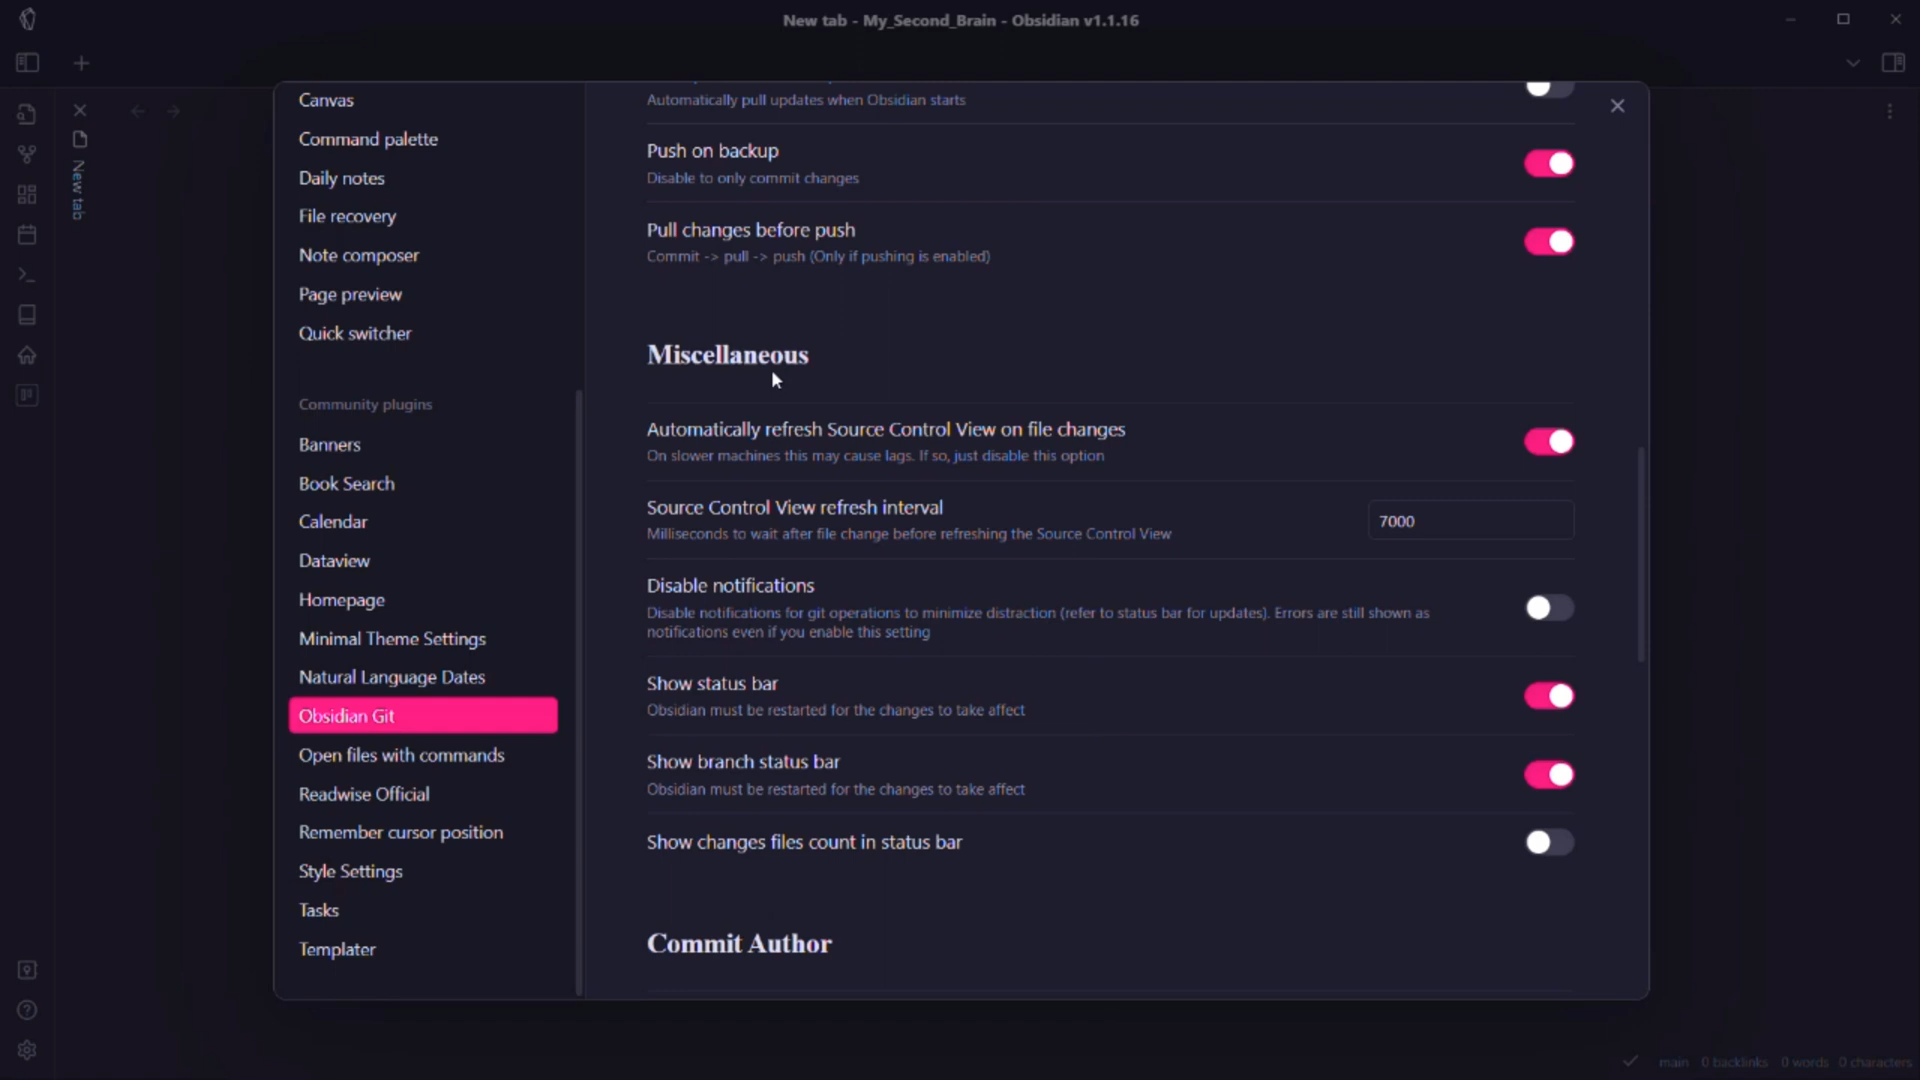 New tab - My_Second_Brain - Obsidian v1.1.16
New tab
Canvas
Command palette
Daily notes
File recovery
Note composer
Page preview
Quick switcher
Community plugins
Banners
Book Search
Calendar
Dataview
Homepage
Minimal Theme Settings
Natural Language Dates
Obsidian Git
Open files with commands
Readwise Official
Remember cursor position
Style Settings
Tasks
Templater
Automatically pull updates when Obsidian starts
Push on backup
Disable to only commit changes
Pull changes before push
Commit -> pull -> push (Only if pushing is enabled)
Miscellaneous
Automatically refresh Source Control View on file changes
On slower machines this may cause lags. If so, just disable this option
Source Control View refresh interval
Milliseconds to wait after file change before refreshing the Source Control View
7000
Disable notifications
Disable notifications for git operations to minimize distraction (refer to status bar for updates). Errors are still shown as
notifications even if you enable this setting
Show status bar
Obsidian must be restarted for the changes to take affect
Show branch status bar
Obsidian must be restarted for the changes to take affect
Show changes files count in status bar
Commit Author
main 0 backlinks 0 words 0 characters